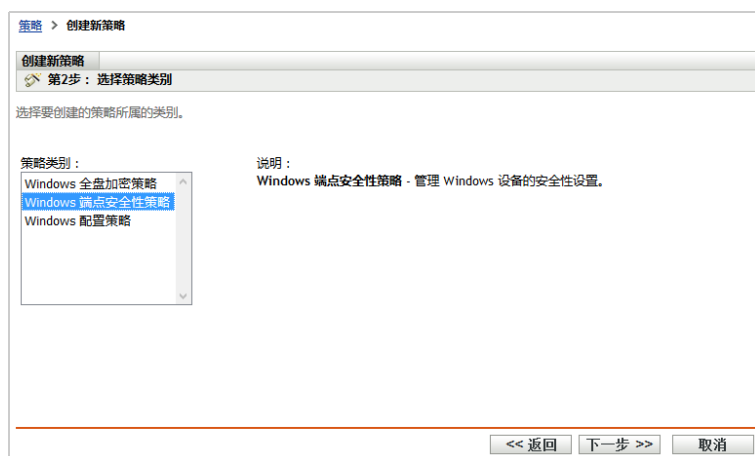 策略 > 创建新策略
创建新策略
第2步： 选择策略类别
选择要创建的策略所属的类别。
策略类别：
Windows 全盘加密策略
Windows 端点安全性策略
Windows 配置策略
说明：
Windows 端点安全性策略 - 管理 Windows 设备的安全性设置。
<< 返回 下一步 >> 取消